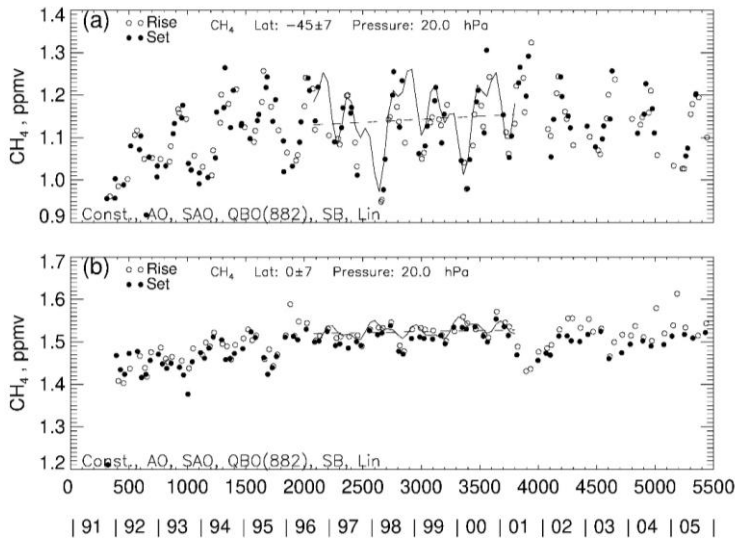 (a)
Rise
Set
CH4 Lat: −45±7 Pressure: 20.0 hPa
CH4, ppmv
1.4
1.3
1.2
1.1
1.0
0.9
Const, AO, SAO, QBO(882), SB, Lin
(b)
Rise
Set
CH4 Lat: 0±7 Pressure: 20.0 hPa
CH4, ppmv
1.7
1.6
1.5
1.4
1.3
1.2
Const, AO, SAO, QBO(882), SB, Lin
0 500 1000 1500 2000 2500 3000 3500 4000 4500 5000 5500
| 91 | 92 | 93 | 94 | 95 | 96 | 97 | 98 | 99 | 00 | 01 | 02 | 03 | 04 | 05 |